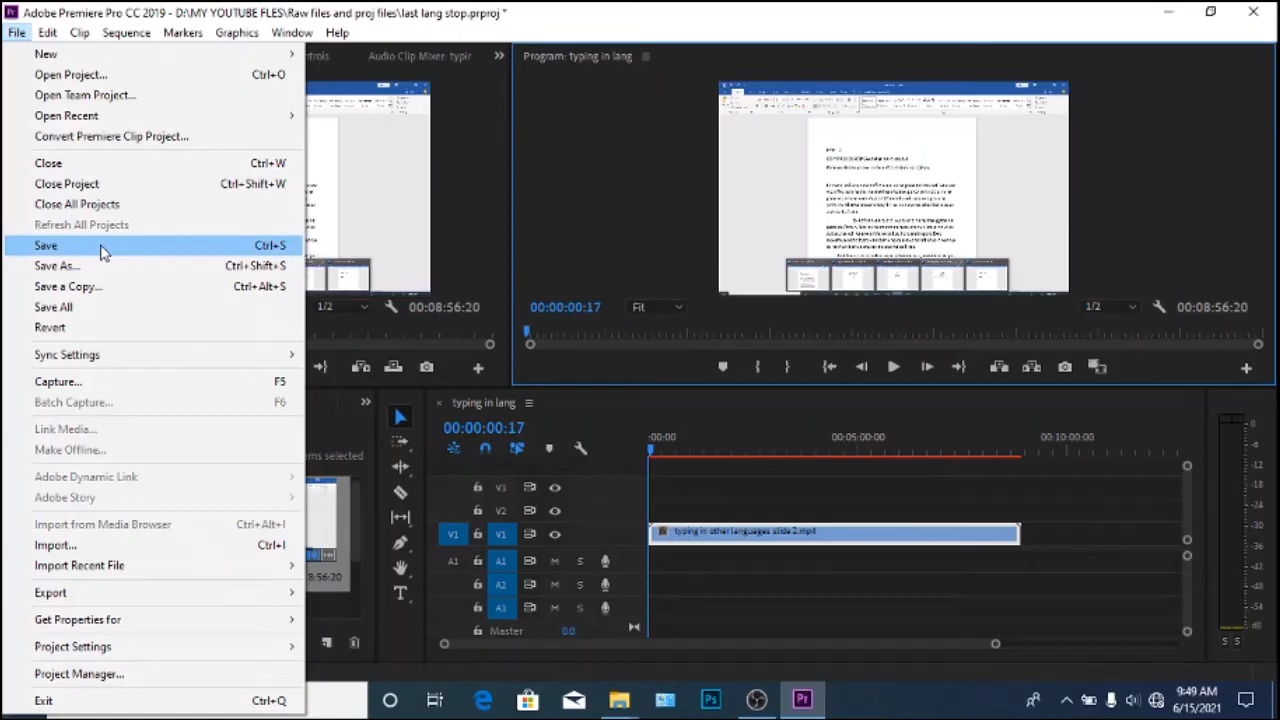 Adobe Premiere Pro CC 2019 - D:\MY YOUTUBE FLES\Raw files and proj files\last lang stop.prproj *
File Edit Clip Sequence Markers Graphics Window Help
New
Open Project... Ctrl+O
Open Team Project...
Open Recent
Convert Premiere Clip Project...
Close Ctrl+W
Close Project Ctrl+Shift+W
Close All Projects
Refresh All Projects
Save Ctrl+S
Save As... Ctrl+Shift+S
Save a Copy... Ctrl+Alt+S
Save All
Revert
Sync Settings
Capture... F5
Batch Capture... F6
Link Media...
Make Offline...
Adobe Dynamic Link
Adobe Story
Import from Media Browser Ctrl+Alt+I
Import... Ctrl+I
Import Recent File
Export
Get Properties for
Project Settings
Project Manager...
Exit Ctrl+Q
ntrols Audio Clip Mixer: typir
1/2 00:08:56:20
Program: typing in lang
00:00:00:17 Fit 1/2 00:08:56:20
ems selected
:56:20
typing in lang
00:00:00:17
:00:00 00:05:00:00 00:10:00:00
V3
V2
V1 V1 typing in other languages slide 2.mp4
A1 A1 M S
A2 M S
A3 M S
Master 0.0
0
-6
-12
-18
-24
-30
-36
-42
-48
-54
dB
S S
Ps Pr
9:49 AM
6/15/2021